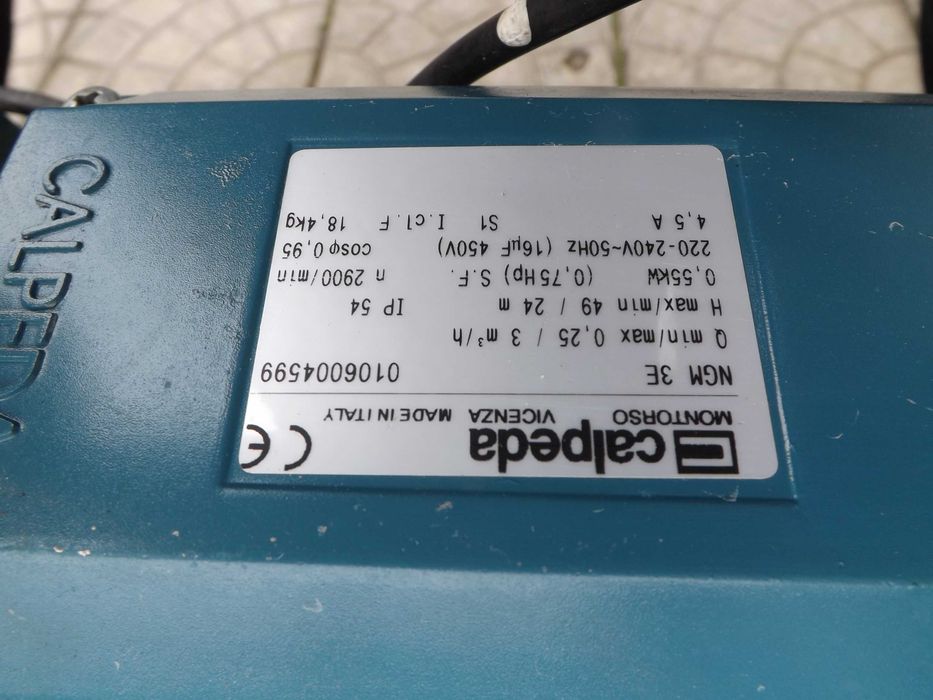 calpeda
MONTORSO VICENZA MADE IN ITALY
CE
NGM 3E 0106004599
Q min/max 0,25 / 3 m³/h
H max/min 49 / 24 m IP 54
0,55kW (0,75Hp) S.F. n 2900/min
220-240V~50Hz (16µF 450V) cosφ 0,95
4,5 A S1 I.cl.F 18,4kg
CALPEDA